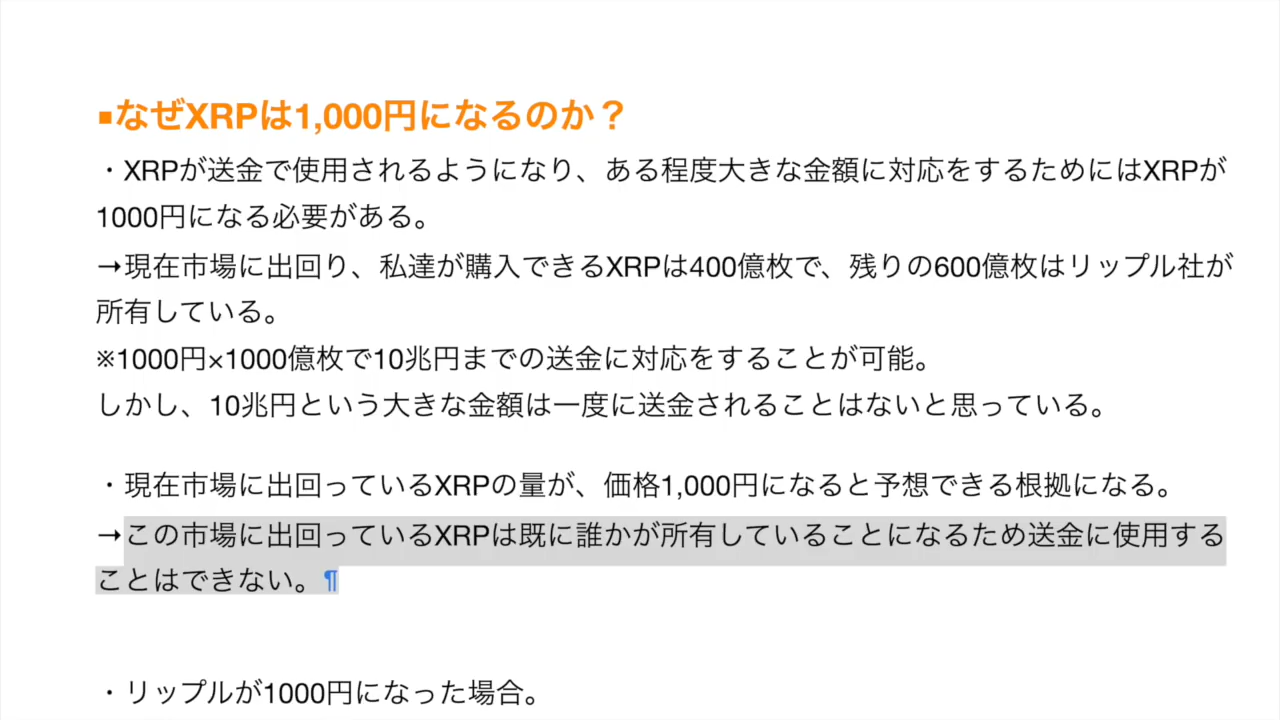 ▪なぜXRPは1,000円になるのか？
・XRPが送金で使用されるようになり、ある程度大きな金額に対応をするためにはXRPが
1000円になる必要がある。
→現在市場に出回り、私達が購入できるXRPは400億枚で、残りの600億枚はリップル社が
所有している。
※1000円×1000億枚で10兆円までの送金に対応をすることが可能。
しかし、10兆円という大きな金額は一度に送金されることはないと思っている。
・現在市場に出回っているXRPの量が、価格1,000円になると予想できる根拠になる。
→この市場に出回っているXRPは既に誰かが所有していることになるため送金に使用する
ことはできない。¶
・リップルが1000円になった場合。